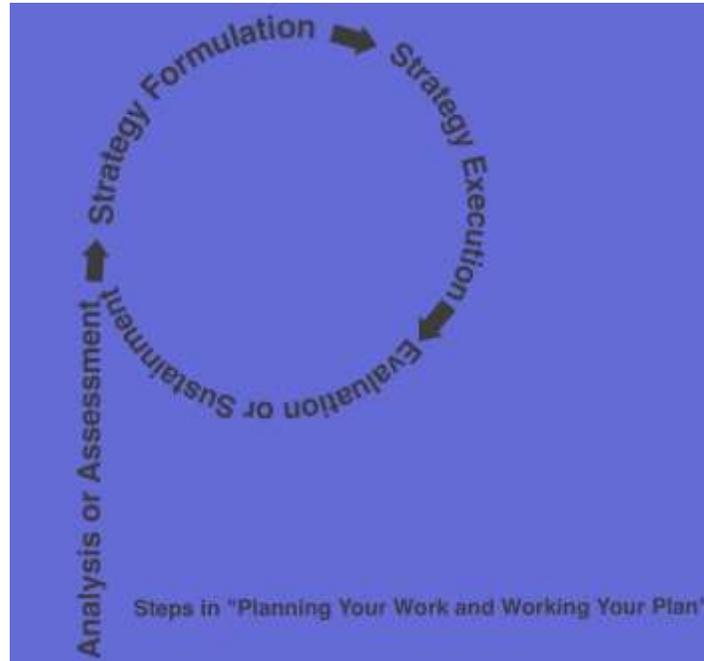 Analysis or Assessment
Strategy Formulation
Strategy Execution
Evaluation or Sustainment
Steps in "Planning Your Work and Working Your Plan"